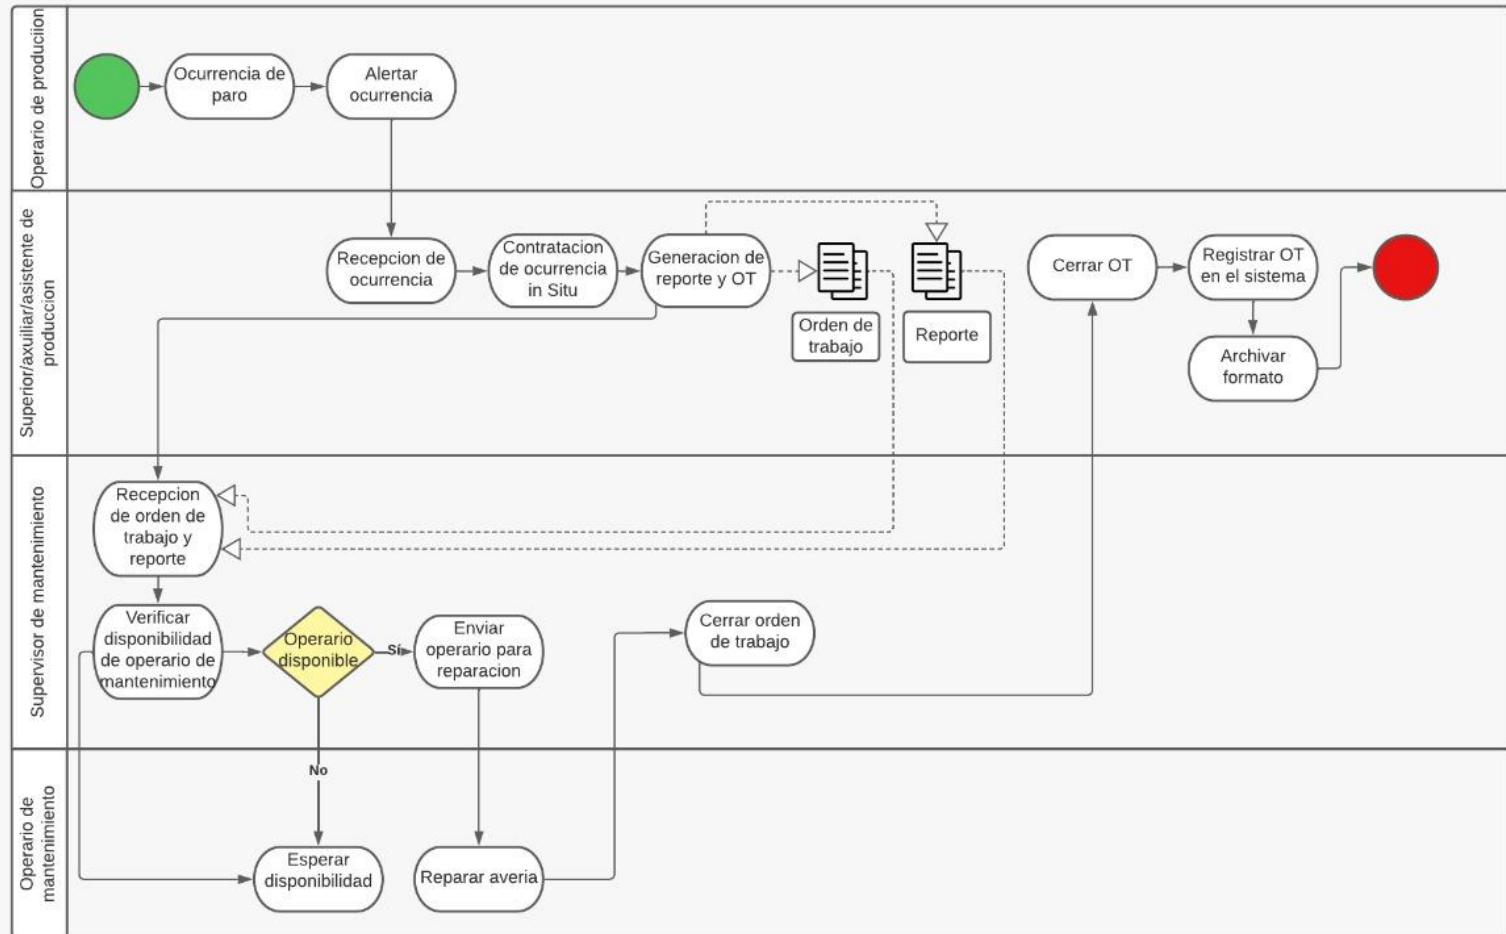 Operario de produciion
Ocurrencia de
paro
Alertar
ocurrencia
Superior/axuiliar/asistente de
produccion
Recepcion de
ocurrencia
Contratacion
de ocurrencia
in Situ
Generacion de
reporte y OT
Orden de
trabajo
Reporte
Cerrar OT
Registrar OT
en el sistema
Archivar
formato
Supervisor de mantenimiento
Recepcion
de orden de
trabajo y
reporte
Verificar
disponibilidad
de operario de
mantenimiento
Operario
disponible
Sí
Enviar
operario para
reparacion
Cerrar orden
de trabajo
No
Operario de
mantenimiento
Esperar
disponibilidad
Reparar averia